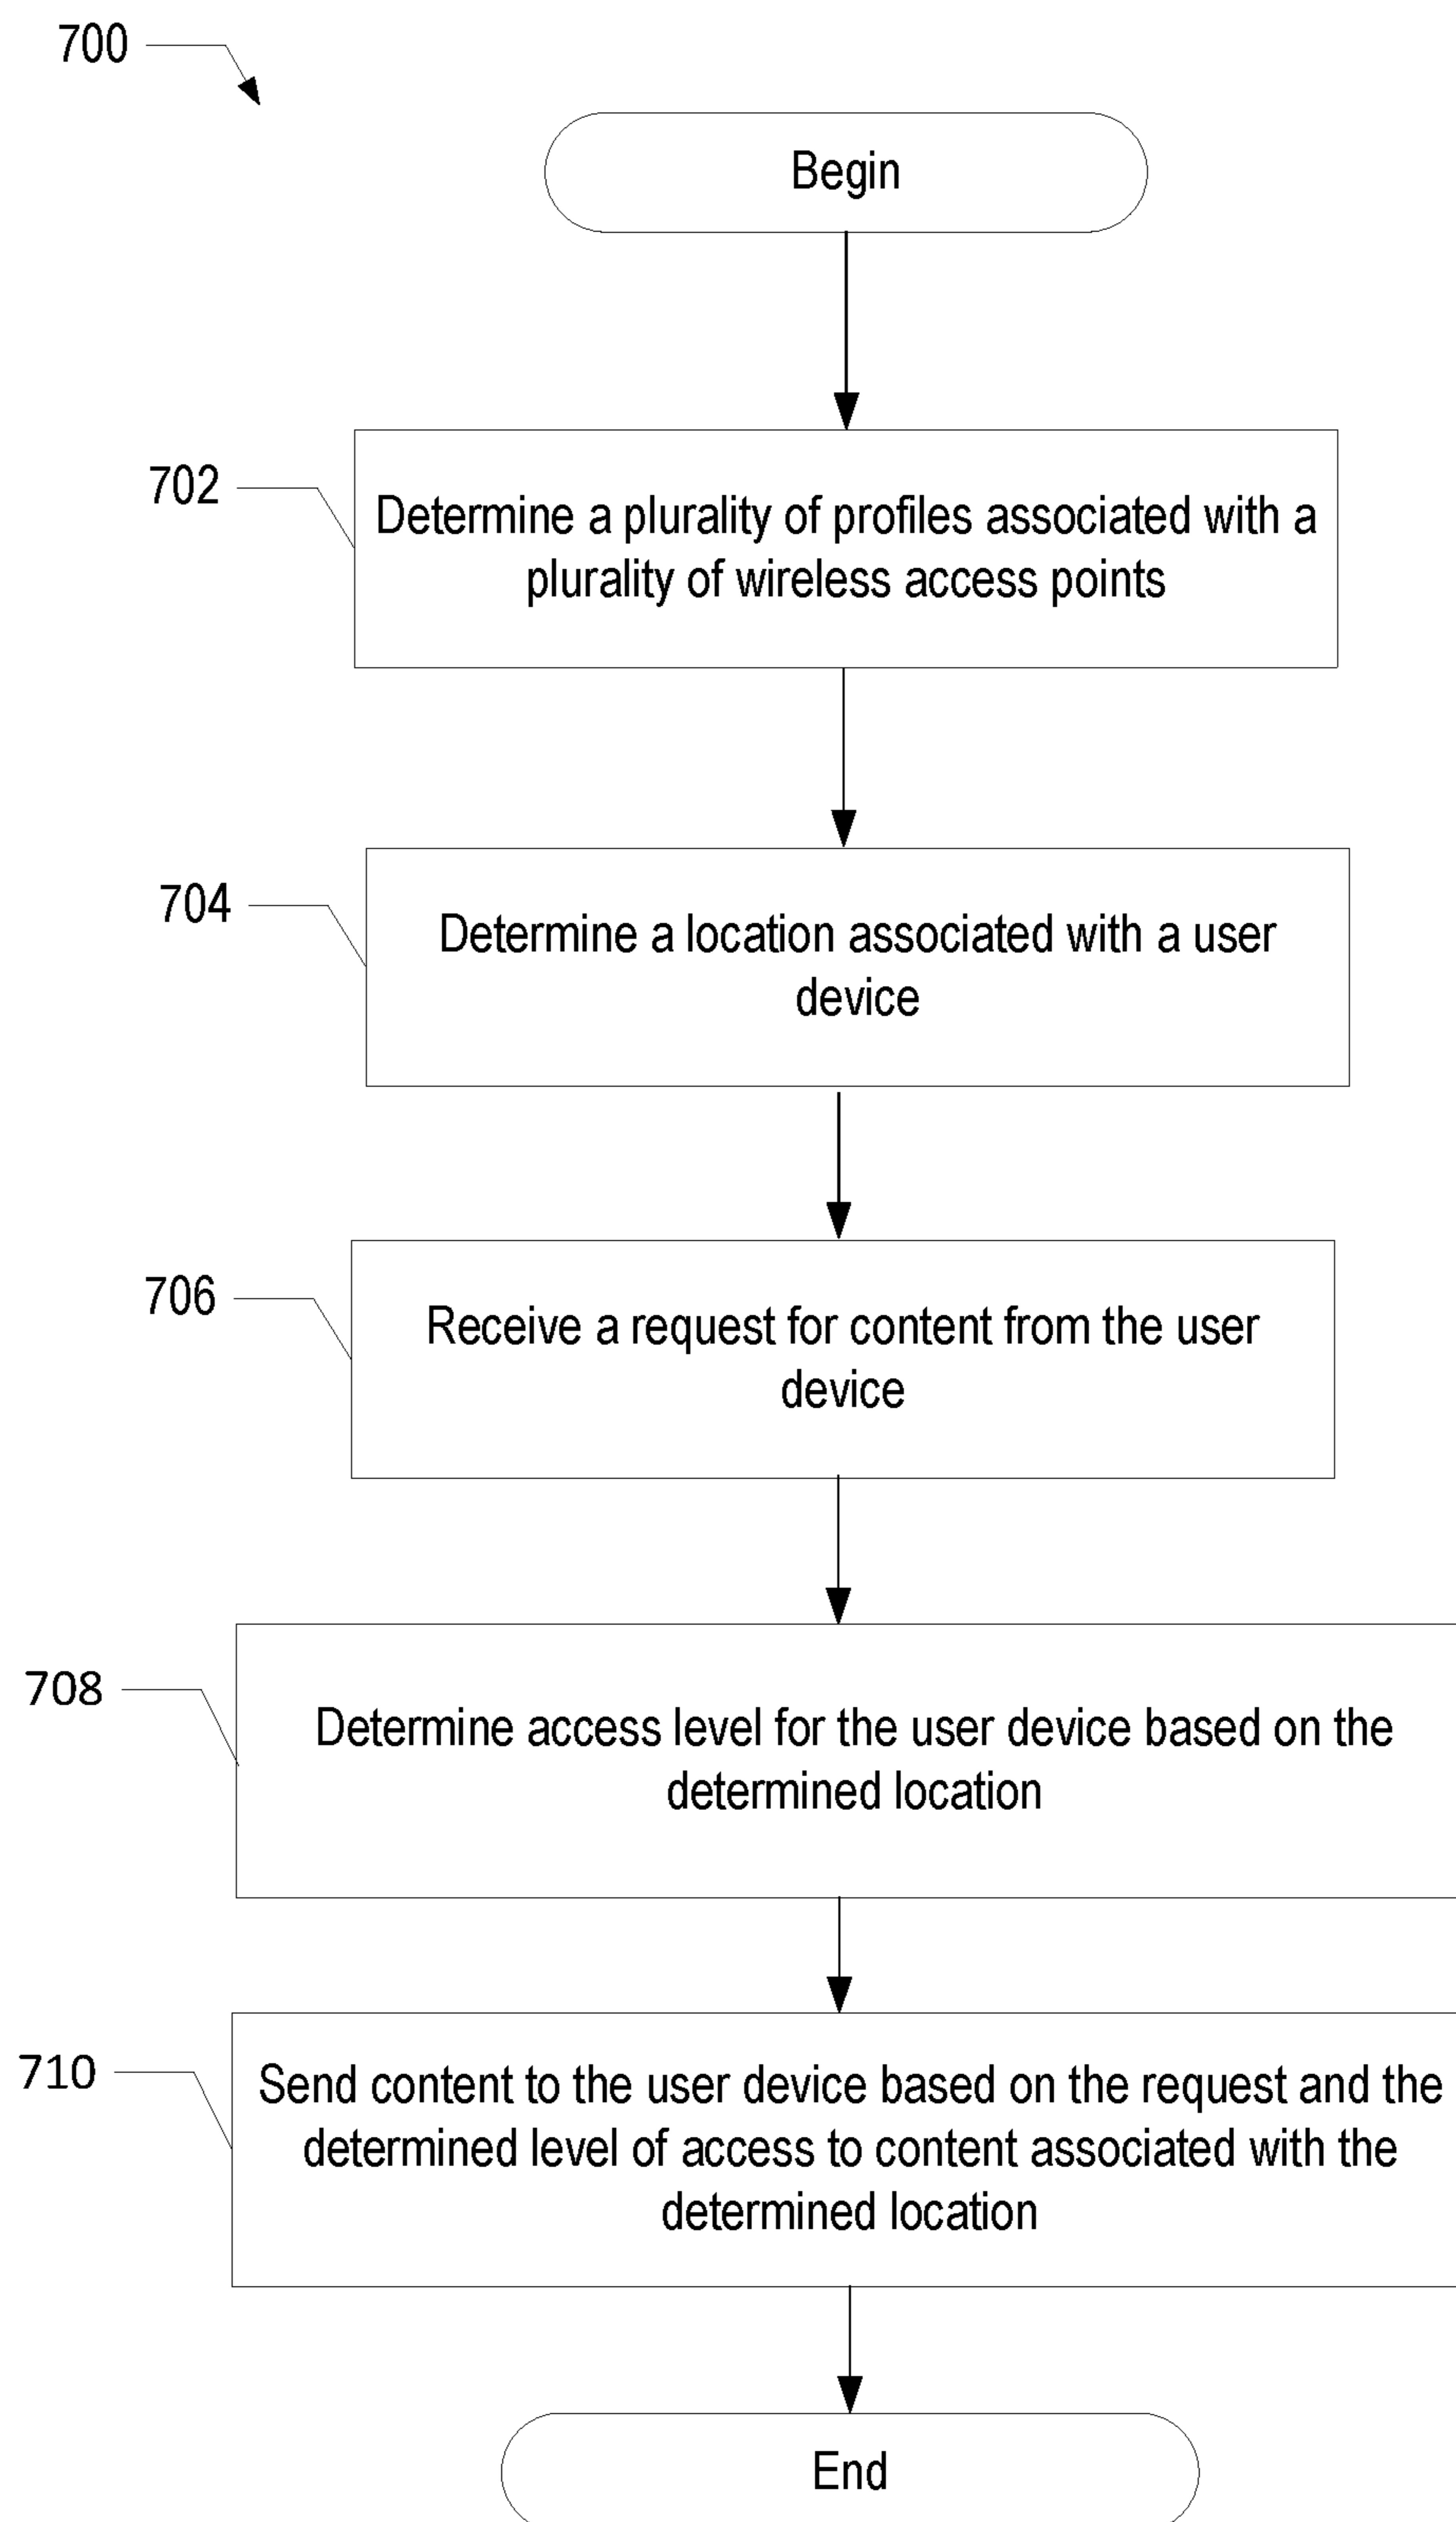 700
Begin
702
Determine a plurality of profiles associated with a
plurality of wireless access points
704
Determine a location associated with a user
device
706
Receive a request for content from the user
device
708
Determine access level for the user device based on the
determined location
710
Send content to the user device based on the request and the
determined level of access to content associated with the
determined location
End